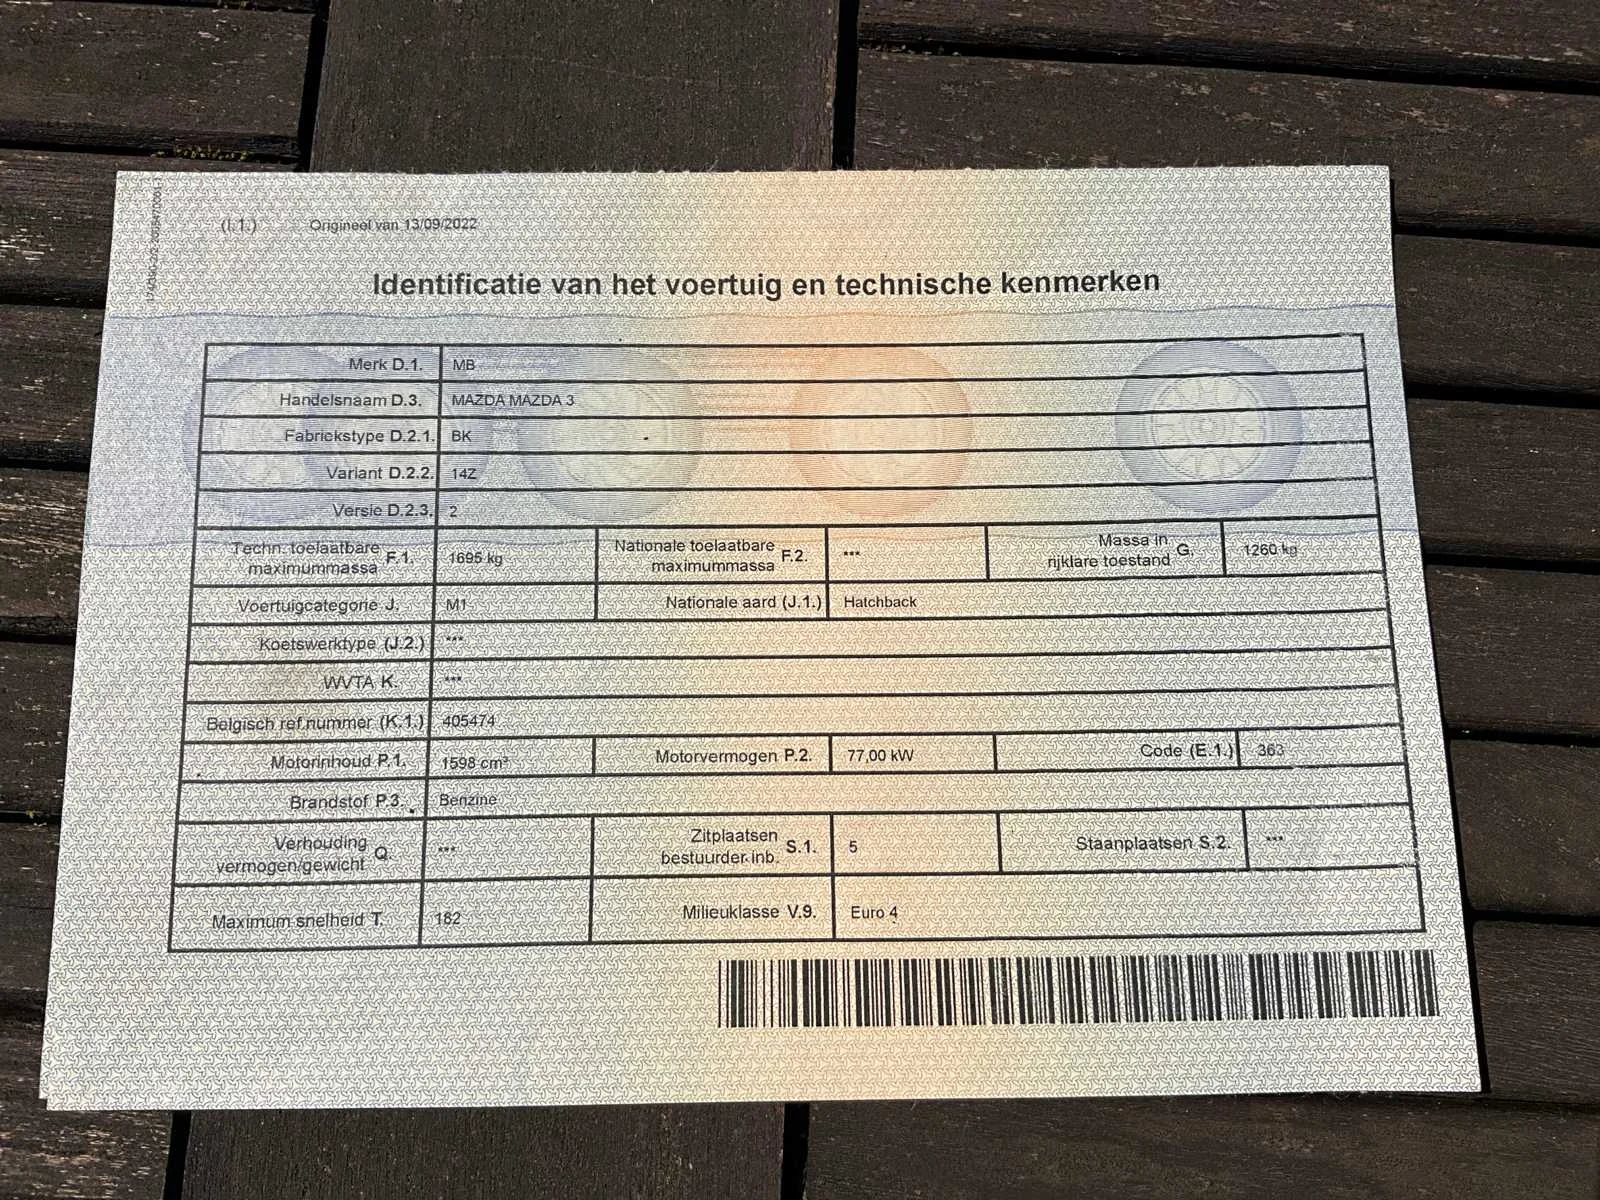 (I.1.) Origineel van 13/09/2022
Identificatie van het voertuig en technische kenmerken
Merk D.1. MB
Handelsnaam D.3. MAZDA MAZDA 3
Fabriekstype D.2.1. BK
Variant D.2.2. 14Z
Versie D.2.3. 2
Techn. toelaatbare maximummassa F.1. 1695 kg Nationale toelaatbare maximummassa F.2. *** Massa in rijklare toestand G. 1260 kg
Voertuigcategorie J. M1 Nationale aard (J.1.) Hatchback
Koetswerktype (J.2.) ***
WVTA K. ***
Belgisch ref.nummer (K.1.) 405474
Motorinhoud P.1. 1598 cm³ Motorvermogen P.2. 77,00 kW Code (E.1.) 363
Brandstof P.3. Benzine
Verhouding vermogen/gewicht Q. *** Zitplaatsen bestuurder inb. S.1. 5 Staanplaatsen S.2. ***
Maximum snelheid T. 182 Milieuklasse V.9. Euro 4